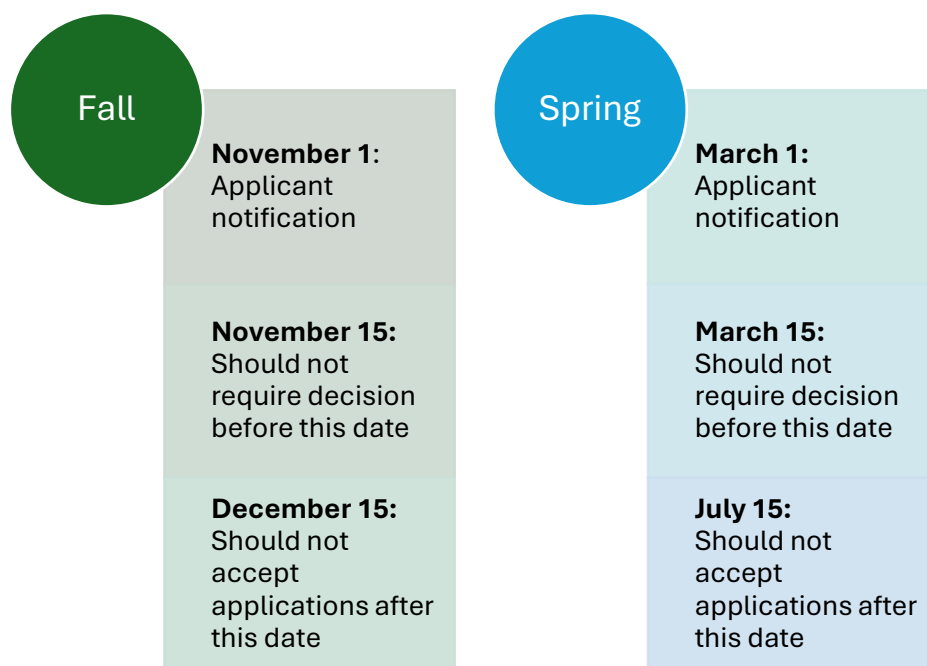 Fall
November 1:
Applicant
notification
November 15:
Should not
require decision
before this date
December 15:
Should not
accept
applications after
this date
Spring
March 1:
Applicant
notification
March 15:
Should not
require decision
before this date
July 15:
Should not
accept
applications after
this date